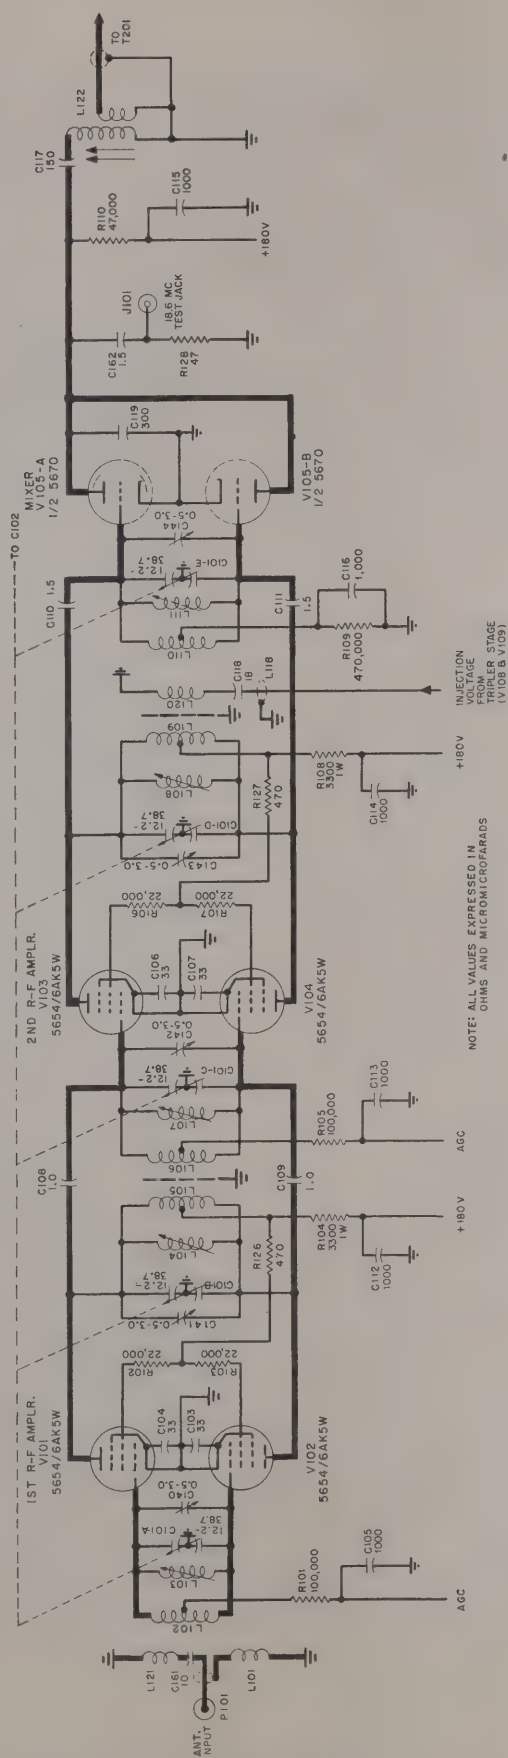 TO
T201
L122
C117
150
R110
47,000
C115
1000
+180V
J101
18.6 MC
TEST JACK
C162
1.5
R128
47
MIXER
V105-A
1/2 5670
C119
300
V105-B
1/2 5670
TO C102
C110 1.5
C144
0.5-3.0
C101-E
12.2-
38.7
L111
L110
C111
1.5
C116
1,000
R109
470,000
L120
C118
18
L118
INJECTION
VOLTAGE
FROM
TRIPLER STAGE
(V108 & V109)
L109
L108
C101-D
12.2-
38.7
C143
0.5-3.0
R127
470
R108
3300
1W
C114
1000
+180V
R106
22,000
R107
22,000
2ND R-F AMPLR.
V103
5654/6AK5W
C106
33
C107
33
V104
5654/6AK5W
NOTE: ALL VALUES EXPRESSED IN
OHMS AND MICROMICROFARADS
C142
0.5-3.0
C101-C
12.2-
38.7
L107
L106
R105
100,000
C113
1000
AGC
C108
1.0
C109
1.0
L105
L104
C101-B
12.2-
38.7
C141
0.5-3.0
R126
470
R104
3300
1W
C112
1000
+180V
R102
22,000
R103
22,000
1ST R-F AMPLR.
V101
5654/6AK5W
C104
33
C103
33
V102
5654/6AK5W
C140
0.5-3.0
C101-A
12.2-
38.7
L103
L102
R101
100,000
C105
1000
AGC
L121
C161
10
L101
P101
ANT.
NPUT